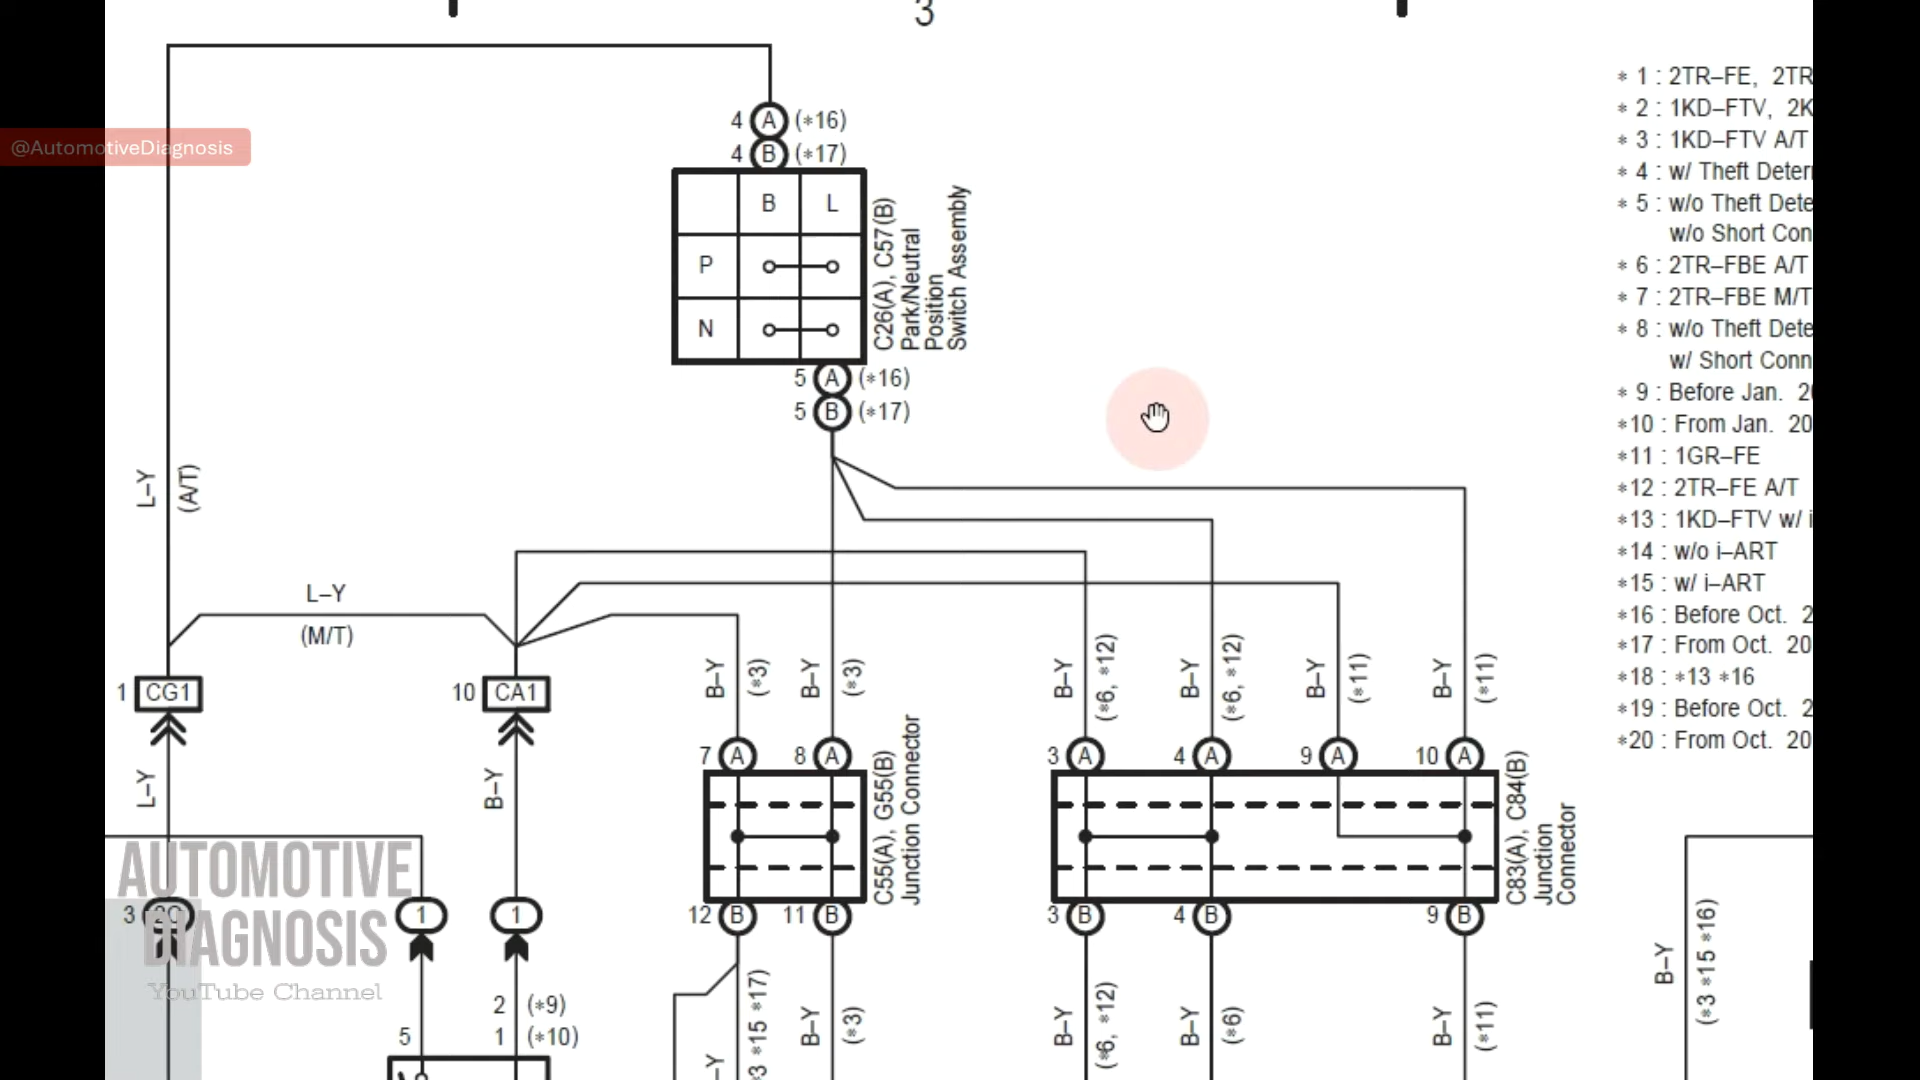 3
4 A (*16)
4 B (*17)
@AutomotiveDiagnosis
B L
P
N
C26(A), C57(B)
Park/Neutral
Position
Switch Assembly
5 A (*16)
5 B (*17)
* 1 : 2TR–FE, 2TR
* 2 : 1KD–FTV, 2K
* 3 : 1KD–FTV A/T
* 4 : w/ Theft Deter
* 5 : w/o Theft Dete
w/o Short Con
* 6 : 2TR–FBE A/T
* 7 : 2TR–FBE M/T
* 8 : w/o Theft Dete
w/ Short Conn
* 9 : Before Jan. 20
*10 : From Jan. 20
*11 : 1GR–FE
*12 : 2TR–FE A/T
*13 : 1KD–FTV w/ i
*14 : w/o i–ART
*15 : w/ i–ART
*16 : Before Oct. 2
*17 : From Oct. 20
*18 : *13 *16
*19 : Before Oct. 2
*20 : From Oct. 20
L–Y (A/T)
L–Y
(M/T)
B–Y (*3)
B–Y (*3)
B–Y (*6, *12)
B–Y (*6, *12)
B–Y (*11)
B–Y (*11)
1 CG1
10 CA1
7 A
8 A
3 A
4 A
9 A
10 A
L–Y
B–Y
C55(A), G55(B)
Junction Connector
C83(A), C84(B)
Junction
Connector
AUTOMOTIVE
DIAGNOSIS
YouTube Channel
3 2C
1
1
12 B
11 B
3 B
4 B
9 B
2 (*9)
5
1 (*10)
–Y *3 *15 *17)
B–Y (*3)
B–Y (*6, *12)
B–Y (*6)
B–Y (*11)
B–Y (*3 *15 *16)